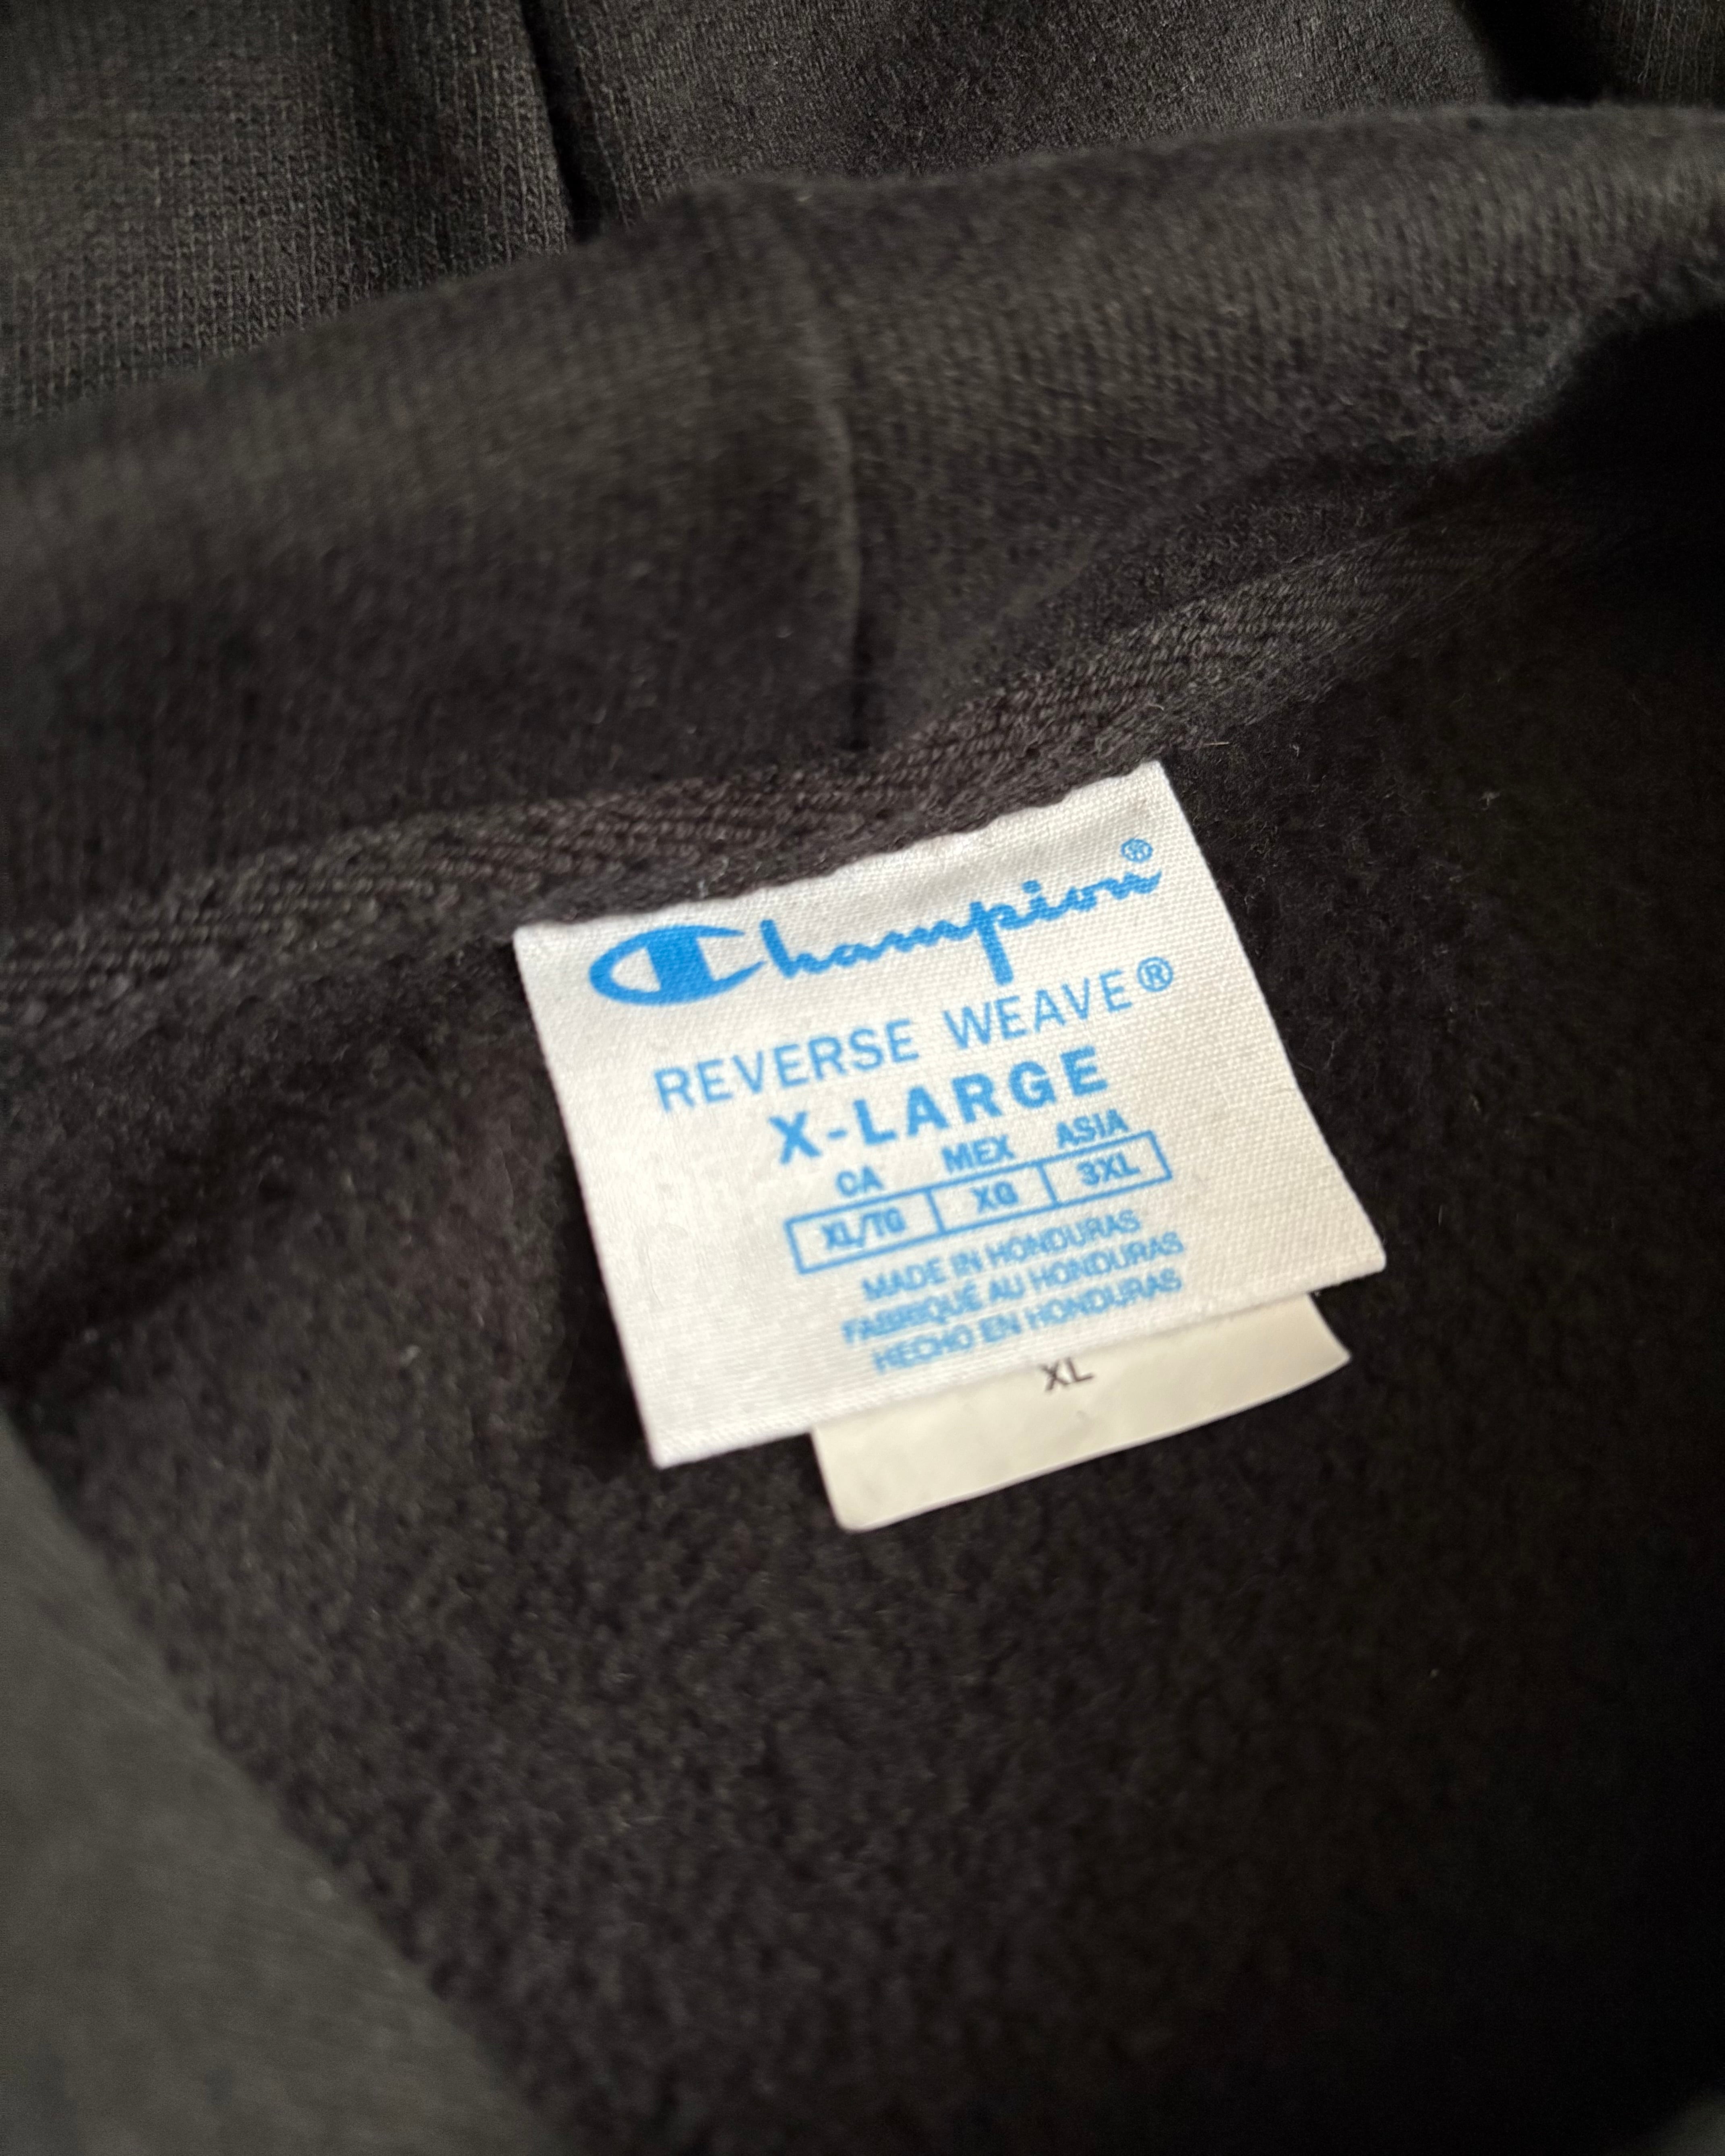 Champion®
REVERSE WEAVE®
X-LARGE
CA MEX ASIA
XL/TG XG 3XL
MADE IN HONDURAS
FABRIQUÉ AU HONDURAS
HECHO EN HONDURAS
XL